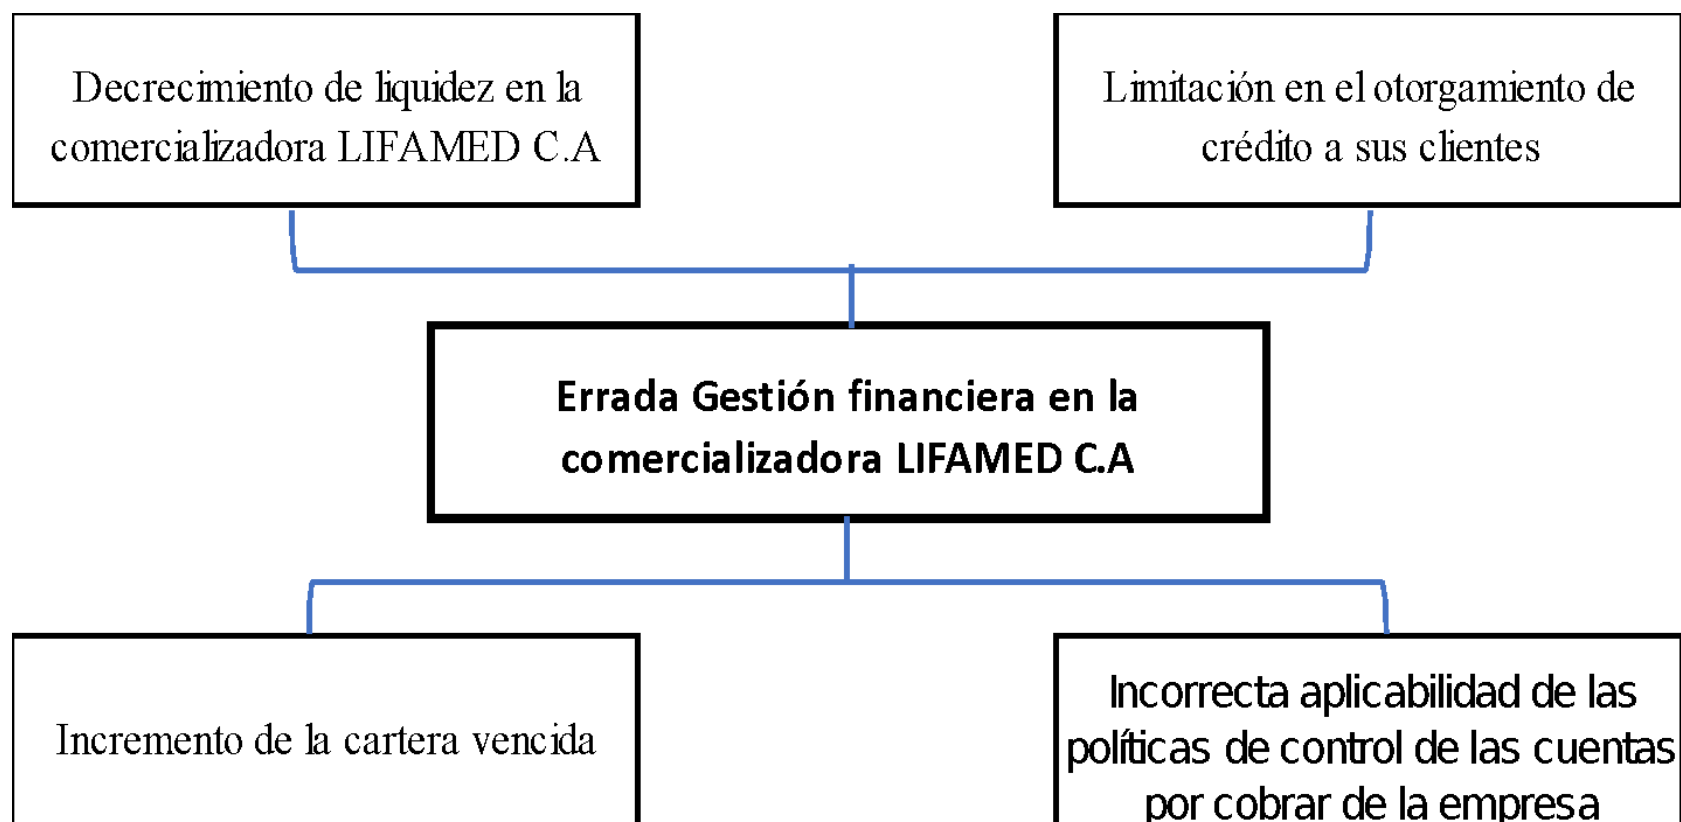 Decrecimiento de liquidez en la
comercializadora LIFAMED C.A
Limitación en el otorgamiento de
crédito a sus clientes
Errada Gestión financiera en la
comercializadora LIFAMED C.A
Incremento de la cartera vencida
Incorrecta aplicabilidad de las
políticas de control de las cuentas
por cobrar de la empresa